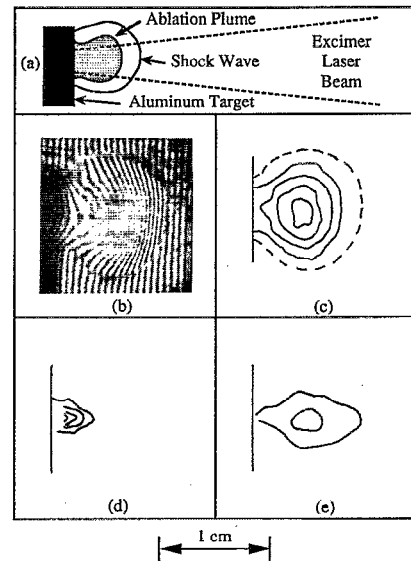 Ablation Plume
(a)
Shock Wave
Excimer
Laser
Beam
Aluminum Target
(b)
(c)
(d)
(e)
1 cm